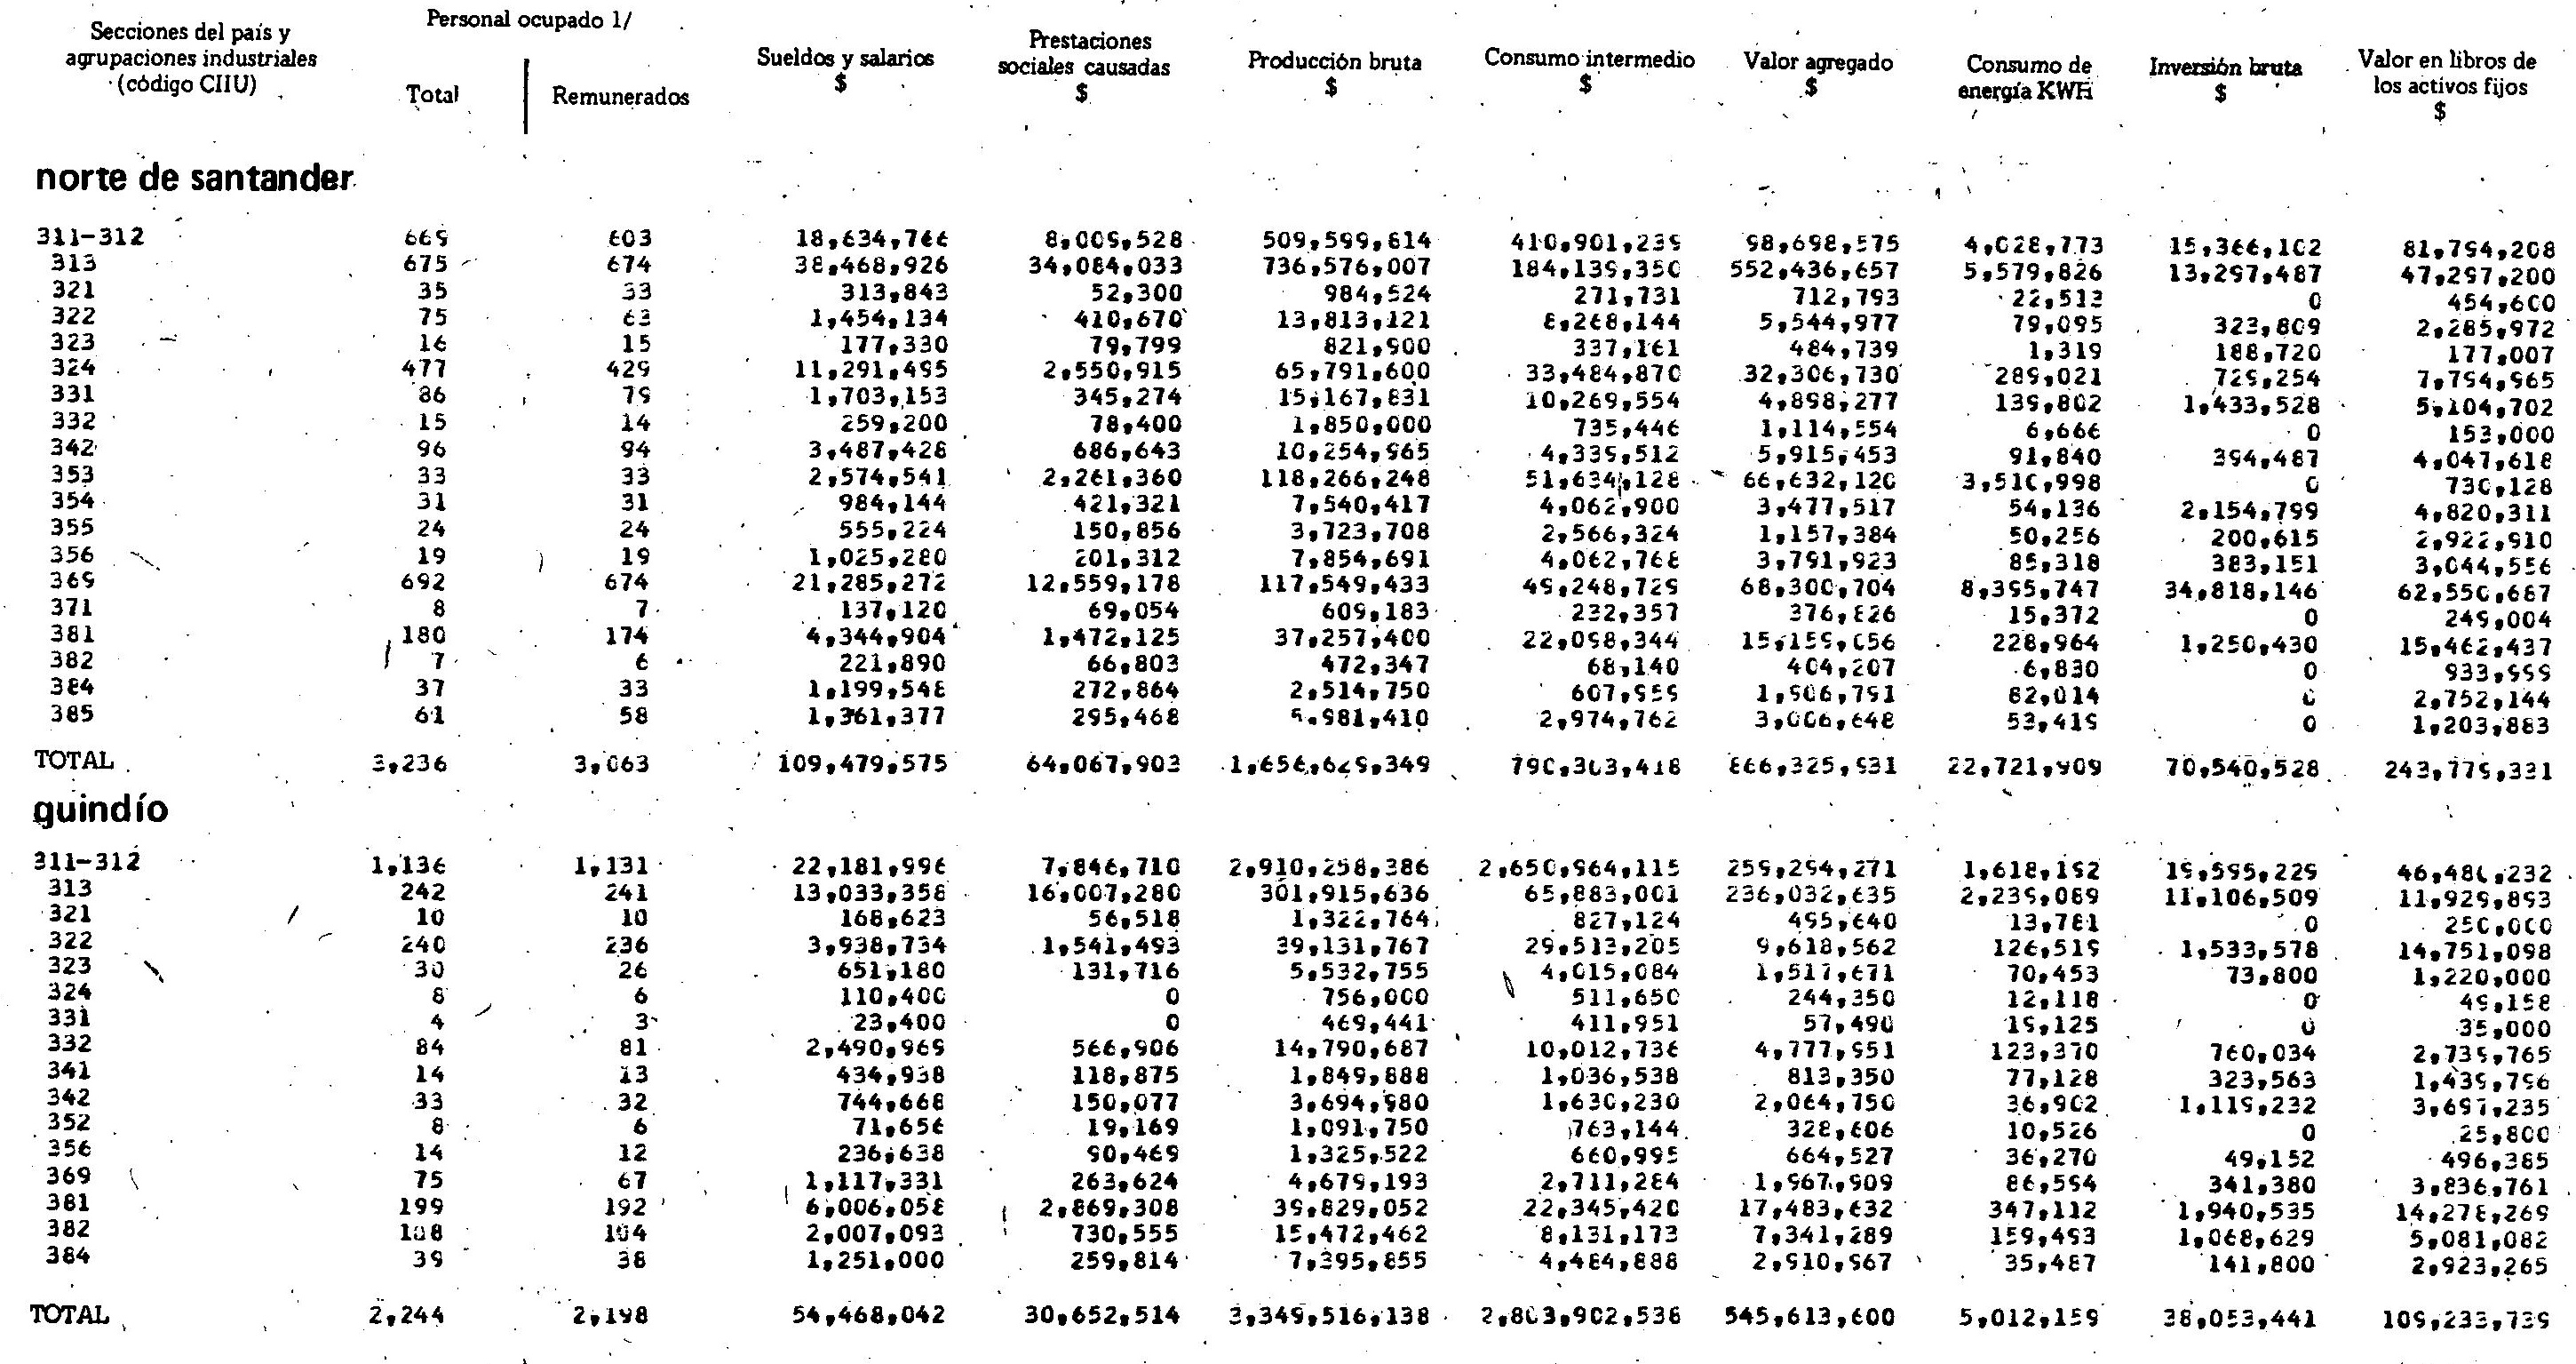 Secciones del país y
agrupaciones industriales
(código CIIU)
Personal ocupado 1/
Total
Remunerados
Sueldos y salarios
$
Prestaciones
sociales causadas
$
Producción bruta
$
Consumo intermedio
$
Valor agregado
$
Consumo de
energía KWH
Inversión bruta
$
Valor en libros de
los activos fijos
$
norte de santander
311-312 669 603 18,634,766 8,009,528 509,599,814 410,901,239 98,698,575 4,028,773 15,366,102 81,794,208
313 675 674 38,468,926 34,084,033 736,576,007 184,139,350 552,436,657 5,579,826 13,297,487 47,297,200
321 35 33 313,843 52,300 984,524 271,731 712,793 22,513 0 454,600
322 75 63 1,454,134 410,670 13,813,121 8,268,144 5,544,977 79,095 323,809 2,285,972
323 16 15 177,330 79,799 821,900 337,161 484,739 1,319 188,720 177,007
324 477 429 11,291,495 2,550,915 65,791,600 33,484,870 32,306,730 289,021 729,254 7,794,965
331 86 79 1,703,153 345,274 15,167,831 10,269,554 4,898,277 139,802 1,433,528 5,104,702
332 15 14 259,200 78,400 1,850,000 735,446 1,114,554 6,666 0 153,000
342 96 94 3,487,428 686,643 10,254,965 4,339,512 5,915,453 91,840 394,487 4,047,618
353 33 33 2,574,541 2,261,360 118,266,248 51,634,128 66,632,120 3,510,998 0 730,128
354 31 31 984,144 421,321 7,540,417 4,062,900 3,477,517 54,136 2,154,799 4,820,311
355 24 24 555,224 150,856 3,723,708 2,566,324 1,157,384 50,256 200,615 2,922,910
356 19 19 1,025,280 201,312 7,854,691 4,062,768 3,791,923 85,318 383,151 3,044,556
369 692 674 21,285,272 12,559,178 117,549,433 49,248,729 68,300,704 8,395,747 34,818,146 62,550,687
371 8 7 137,120 69,054 609,183 232,357 376,826 15,372 0 249,004
381 180 174 4,344,904 1,472,125 37,257,400 22,098,344 15,159,056 228,964 1,250,430 15,462,437
382 7 6 221,890 66,803 472,347 68,140 404,207 6,830 0 933,999
384 37 33 1,199,548 272,864 2,514,750 607,959 1,906,791 82,014 0 2,752,144
385 61 58 1,361,377 295,468 5,981,410 2,974,762 3,006,648 53,419 0 1,203,883
TOTAL 3,236 3,063 109,479,575 64,067,903 1,656,629,349 790,303,418 866,325,931 22,721,909 70,540,528 243,779,331
quindío
311-312 1,136 1,131 22,181,996 7,846,710 2,910,258,386 2,650,964,115 259,294,271 1,618,192 19,595,229 46,480,232
313 242 241 13,033,358 16,007,280 301,915,636 65,883,001 236,032,635 2,239,089 11,106,509 11,929,893
321 10 10 168,623 56,518 1,322,764 827,124 495,640 13,781 0 250,000
322 240 236 3,938,734 1,541,493 39,131,767 29,513,205 9,618,562 126,519 1,533,578 14,751,098
323 30 26 651,180 131,716 5,532,755 4,015,084 1,517,671 70,453 73,800 1,220,000
324 8 6 110,400 0 756,000 511,650 244,350 12,118 0 49,158
331 4 3 23,400 0 469,441 411,951 57,490 19,125 0 35,000
332 84 81 2,490,969 566,906 14,790,687 10,012,736 4,777,951 123,370 760,034 2,739,765
341 14 13 434,938 118,875 1,849,888 1,036,538 813,350 77,128 323,563 1,439,796
342 33 32 744,668 150,077 3,694,980 1,630,230 2,064,750 36,902 1,119,232 3,697,235
352 8 6 71,656 19,169 1,091,750 763,144 328,606 10,526 0 25,800
356 14 12 236,638 90,469 1,325,522 660,995 664,527 36,270 49,152 496,385
369 75 67 1,117,331 263,624 4,679,193 2,711,284 1,967,909 86,594 341,380 3,836,761
381 199 192 6,006,058 2,869,308 39,829,052 22,345,420 17,483,632 347,112 1,940,535 14,278,269
382 108 104 2,007,093 730,555 15,472,462 8,131,173 7,341,289 159,493 1,068,629 5,081,082
384 39 38 1,251,000 259,814 7,395,855 4,484,888 2,910,967 35,487 141,800 2,923,265
TOTAL 2,244 2,198 54,468,042 30,652,514 3,349,516,138 2,803,902,538 545,613,600 5,012,159 38,053,441 109,233,739